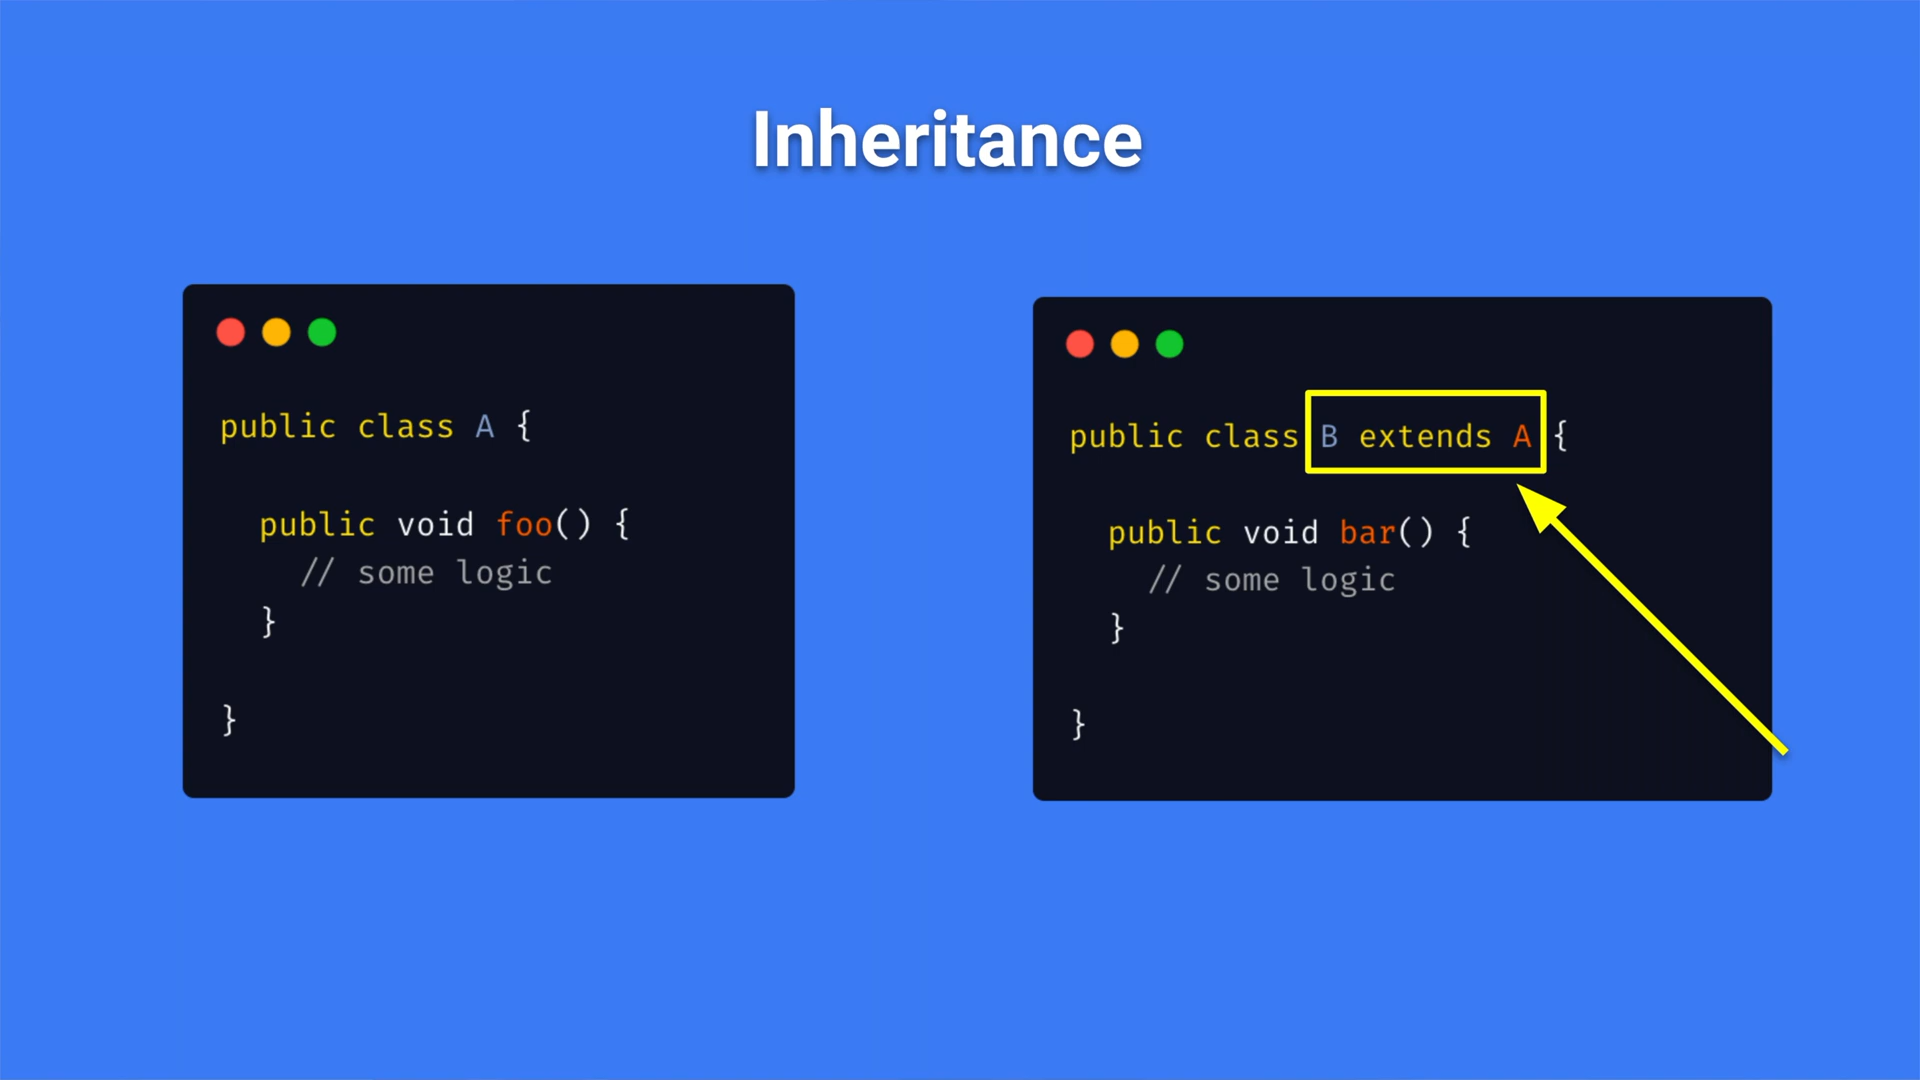 Inheritance
public class A {
public void foo() {
// some logic
}
}
public class B extends A {
public void bar() {
// some logic
}
}